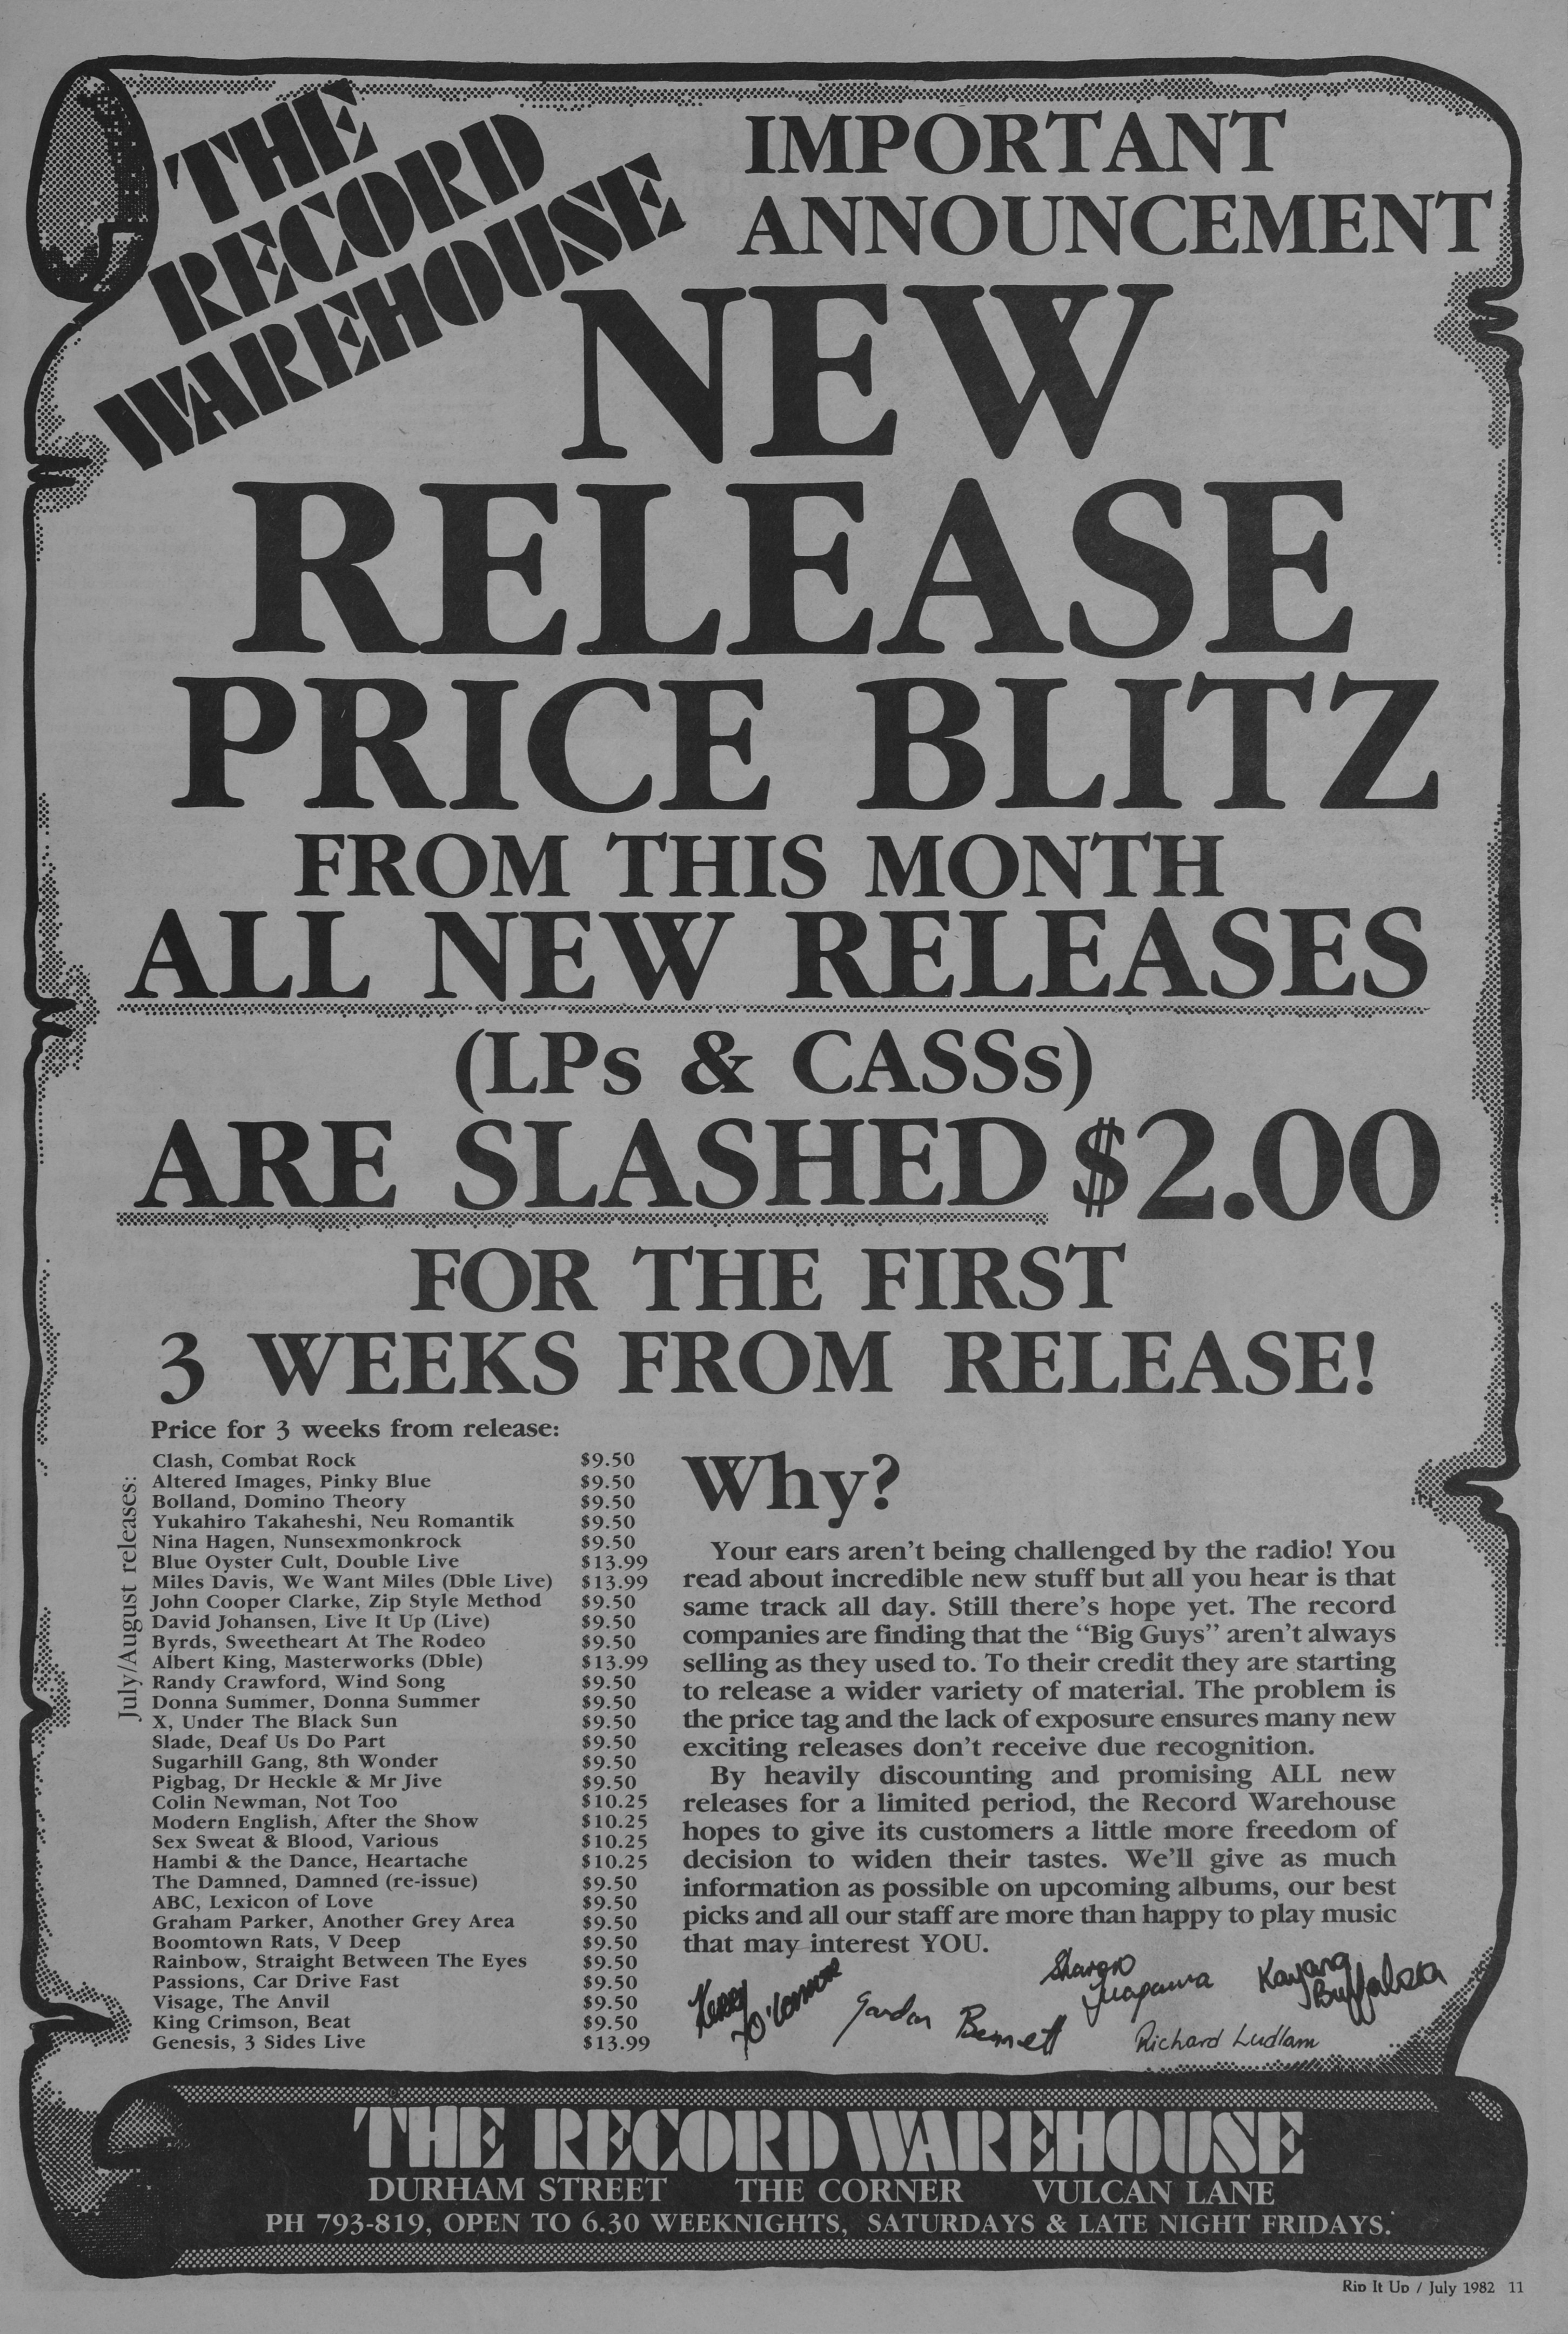 THE
RECORD
WAREHOUSE
IMPORTANT
ANNOUNCEMENT
NEW
RELEASE
PRICE BLITZ
FROM THIS MONTH
ALL NEW RELEASES
(LPs & CASSs)
ARE SLASHED $2.00
FOR THE FIRST
3 WEEKS FROM RELEASE!
Price for 3 weeks from release:
July/August releases:
Clash, Combat Rock $9.50
Altered Images, Pinky Blue $9.50
Bolland, Domino Theory $9.50
Yukahiro Takaheshi, Neu Romantik $9.50
Nina Hagen, Nunsexmonkrock $9.50
Blue Oyster Cult, Double Live $13.99
Miles Davis, We Want Miles (Dble Live) $13.99
John Cooper Clarke, Zip Style Method $9.50
David Johansen, Live It Up (Live) $9.50
Byrds, Sweetheart At The Rodeo $9.50
Albert King, Masterworks (Dble) $13.99
Randy Crawford, Wind Song $9.50
Donna Summer, Donna Summer $9.50
X, Under The Black Sun $9.50
Slade, Deaf Us Do Part $9.50
Sugarhill Gang, 8th Wonder $9.50
Pigbag, Dr Heckle & Mr Jive $9.50
Colin Newman, Not Too $10.25
Modern English, After the Show $10.25
Sex Sweat & Blood, Various $10.25
Hambi & the Dance, Heartache $10.25
The Damned, Damned (re-issue) $9.50
ABC, Lexicon of Love $9.50
Graham Parker, Another Grey Area $9.50
Boomtown Rats, V Deep $9.50
Rainbow, Straight Between The Eyes $9.50
Passions, Car Drive Fast $9.50
Visage, The Anvil $9.50
King Crimson, Beat $9.50
Genesis, 3 Sides Live $13.99
Why?
Your ears aren't being challenged by the radio! You
read about incredible new stuff but all you hear is that
same track all day. Still there's hope yet. The record
companies are finding that the "Big Guys" aren't always
selling as they used to. To their credit they are starting
to release a wider variety of material. The problem is
the price tag and the lack of exposure ensures many new
exciting releases don't receive due recognition.
By heavily discounting and promising ALL new
releases for a limited period, the Record Warehouse
hopes to give its customers a little more freedom of
decision to widen their tastes. We'll give as much
information as possible on upcoming albums, our best
picks and all our staff are more than happy to play music
that may interest YOU.
Kerry
Gordon Bennett
Sharon
Richard Ludlam
THE RECORD WAREHOUSE
DURHAM STREET THE CORNER VULCAN LANE
PH 793-819, OPEN TO 6.30 WEEKNIGHTS, SATURDAYS & LATE NIGHT FRIDAYS.
Rip It Up / July 1982 11